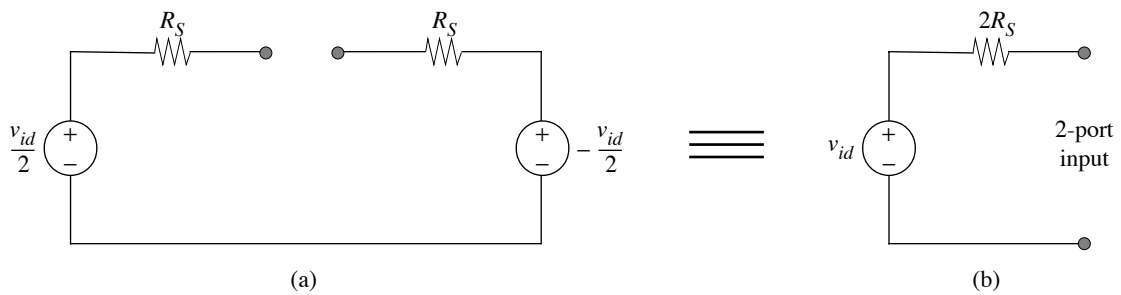 R_S
R_S
2R_S
v_id/2
+
−
+
−
− v_id/2
v_id
+
−
2-port
input
(a)
(b)